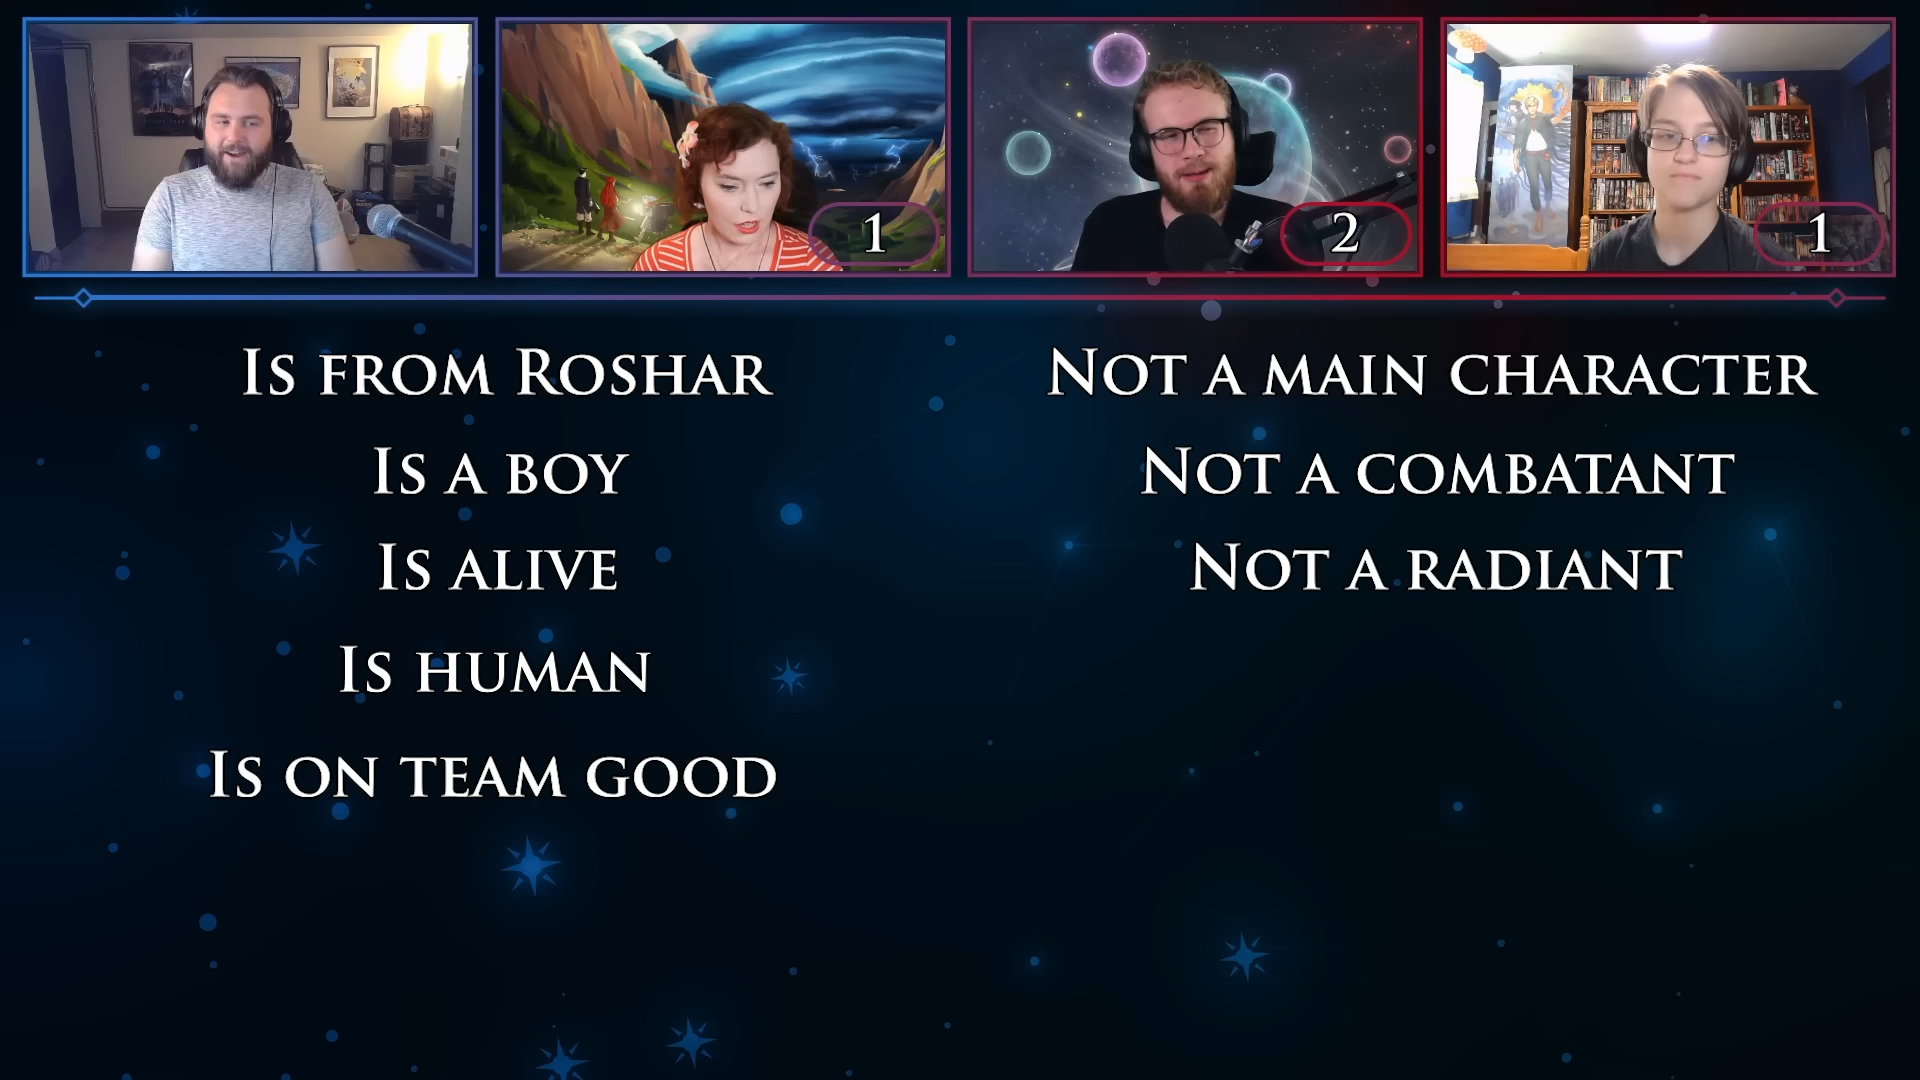 1
2
1
Is from Roshar
Not a main character
Is a boy
Not a combatant
Is alive
Not a radiant
Is human
Is on team good